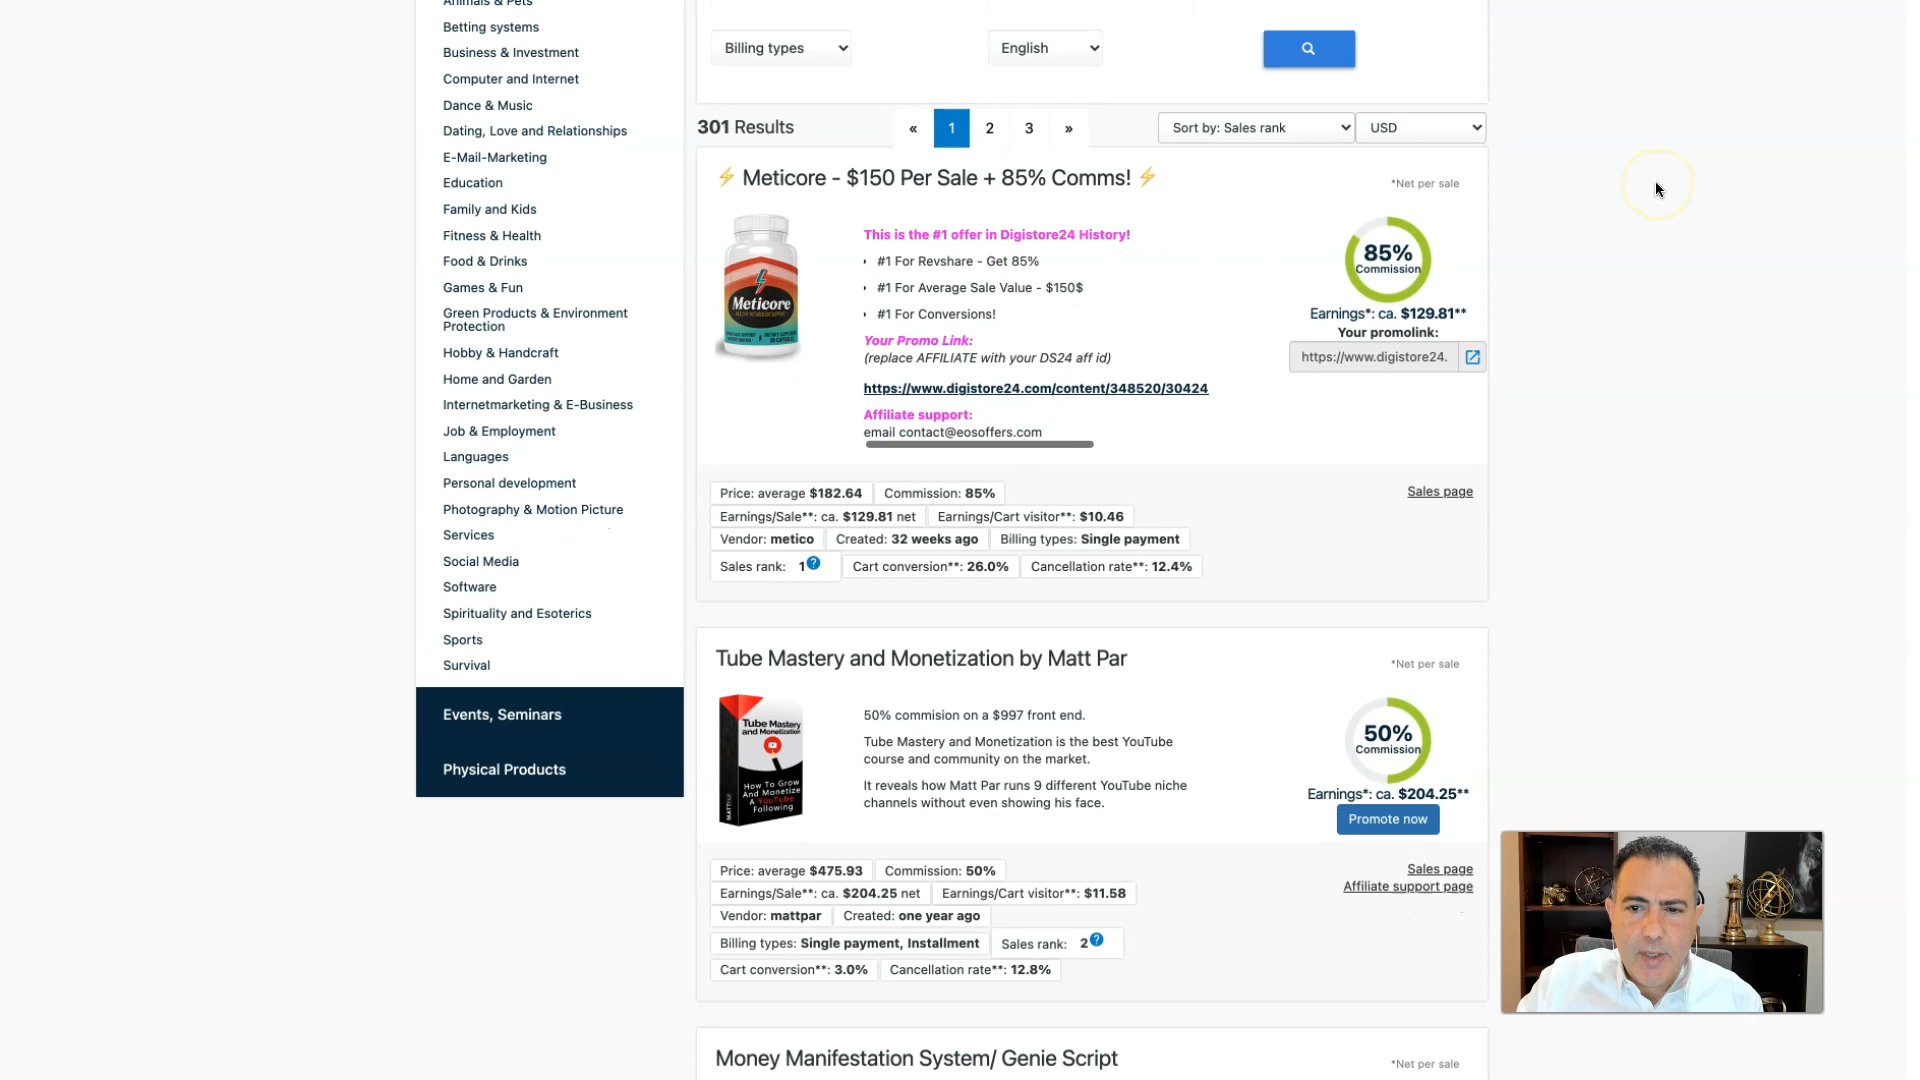 Animals & Pets
Betting systems
Business & Investment
Computer and Internet
Dance & Music
Dating, Love and Relationships
E-Mail-Marketing
Education
Family and Kids
Fitness & Health
Food & Drinks
Games & Fun
Green Products & Environment
Protection
Hobby & Handcraft
Home and Garden
Internetmarketing & E-Business
Job & Employment
Languages
Personal development
Photography & Motion Picture
Services
Social Media
Software
Spirituality and Esoterics
Sports
Survival
Events, Seminars
Physical Products
Billing types
English
301 Results
« 1 2 3 »
Sort by: Sales rank
USD
⚡ Meticore - $150 Per Sale + 85% Comms! ⚡
*Net per sale
Meticore
This is the #1 offer in Digistore24 History!
• #1 For Revshare - Get 85%
• #1 For Average Sale Value - $150$
• #1 For Conversions!
Your Promo Link:
(replace AFFILIATE with your DS24 aff id)
https://www.digistore24.com/content/348520/30424
Affiliate support:
email contact@eosoffers.com
85%
Commission
Earnings*: ca. $129.81**
Your promolink:
https://www.digistore24.
Price: average $182.64 Commission: 85%
Earnings/Sale**: ca. $129.81 net Earnings/Cart visitor**: $10.46
Vendor: metico Created: 32 weeks ago Billing types: Single payment
Sales rank: 1 ? Cart conversion**: 26.0% Cancellation rate**: 12.4%
Sales page
Tube Mastery and Monetization by Matt Par
*Net per sale
Tube Mastery
and Monetization
How To Grow
And Monetize
A YouTube
Following
MATT PAR
50% commision on a $997 front end.
Tube Mastery and Monetization is the best YouTube
course and community on the market.
It reveals how Matt Par runs 9 different YouTube niche
channels without even showing his face.
50%
Commission
Earnings*: ca. $204.25**
Promote now
Price: average $475.93 Commission: 50%
Earnings/Sale**: ca. $204.25 net Earnings/Cart visitor**: $11.58
Vendor: mattpar Created: one year ago
Billing types: Single payment, Installment Sales rank: 2 ?
Cart conversion**: 3.0% Cancellation rate**: 12.8%
Sales page
Affiliate support page
Money Manifestation System/ Genie Script
*Net per sale